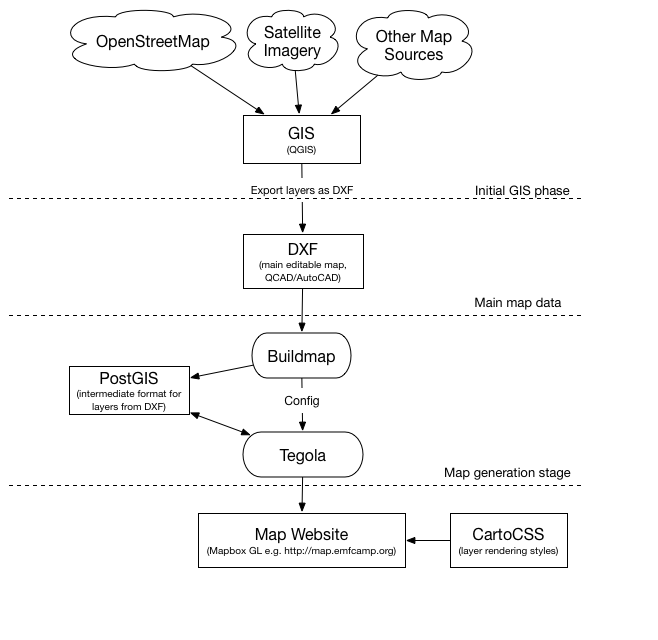 OpenStreetMap
Satellite
Imagery
Other Map
Sources
GIS
(QGIS)
Export layers as DXF
Initial GIS phase
DXF
(main editable map,
QCAD/AutoCAD)
Main map data
Buildmap
PostGIS
(intermediate format for
layers from DXF)
Config
Tegola
Map generation stage
Map Website
(Mapbox GL e.g. http://map.emfcamp.org)
CartoCSS
(layer rendering styles)